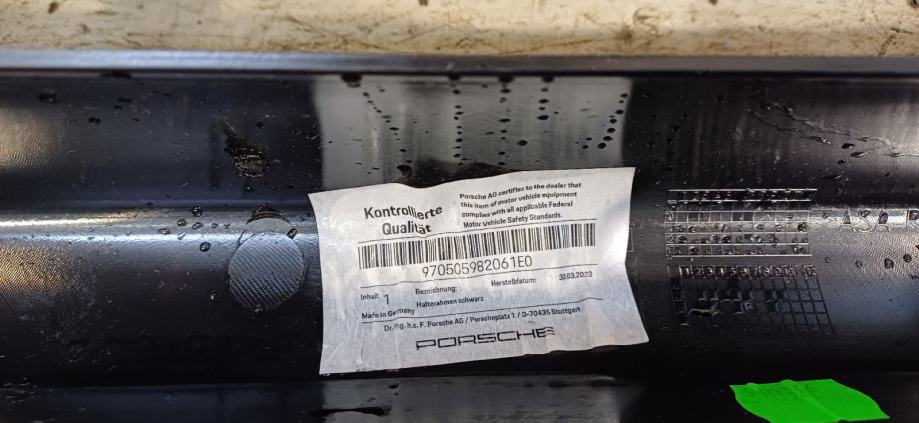 Kontrollierte
Qualität
Porsche AG certifies to the dealer that
this item of motor vehicle equipment
complies with all applicable Federal
Motor Vehicle Safety Standards.
970505982061E0
Inhalt: 1
Bezeichnung:
Halterahmen schwarz
Herstelldatum: 30.03.2023
Made in Germany
Dr.Ing. h.c. F. Porsche AG / Porscheplatz 1 / D-70435 Stuttgart
PORSCHE
ASA